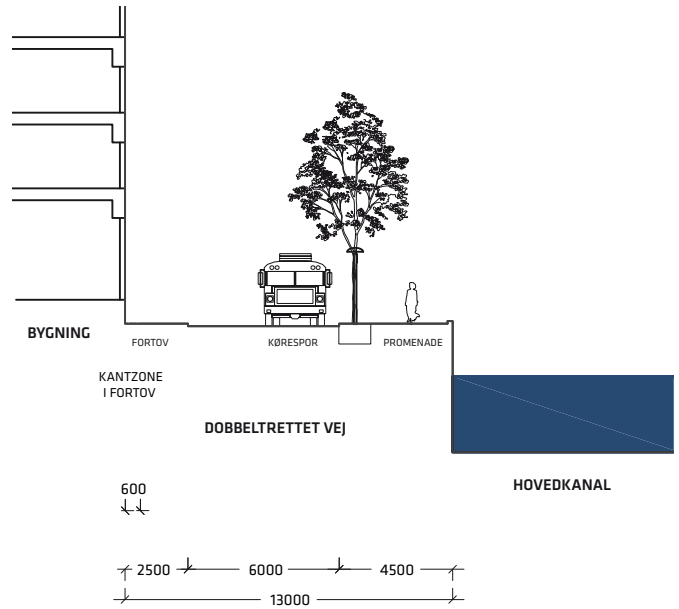 BYGNING
FORTOV
KØRESPOR
PROMENADE
KANTZONE
I FORTOV
DOBBELTRETTET VEJ
HOVEDKANAL
600
2500
6000
4500
13000